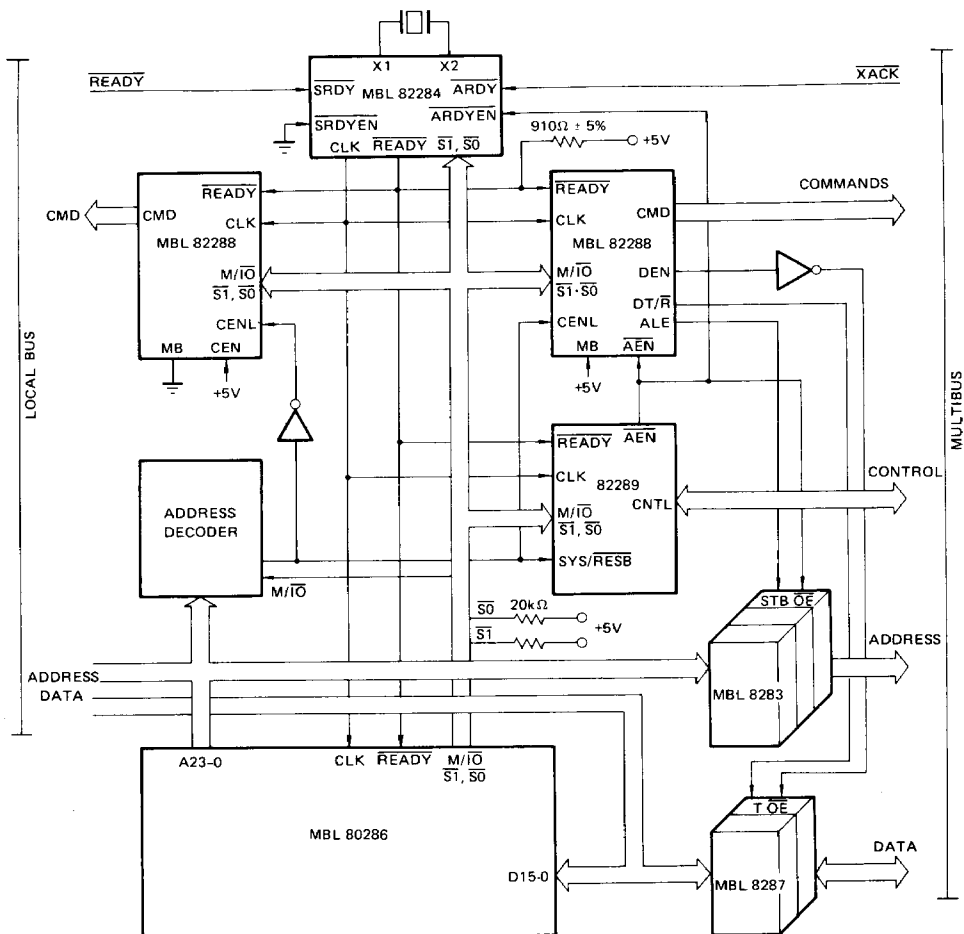 X1 X2
READY
SRDY
MBL 82284
ARDY
XACK
SRDYEN
ARDYEN
CLK READY S1, S0
910Ω ± 5%
+5V
READY
CMD
CMD
CLK
MBL 82288
M/IO
S1, S0
CENL
MB CEN
+5V
READY
COMMANDS
CLK
CMD
MBL 82288
M/IO
S1·S0
DEN
DT/R
CENL
ALE
MB AEN
+5V
LOCAL BUS
MULTIBUS
READY AEN
CLK
82289
CONTROL
M/IO
S1, S0
CNTL
SYS/RESB
ADDRESS
DECODER
M/IO
S0 20kΩ
S1
+5V
STB OE
ADDRESS
MBL 8283
ADDRESS
DATA
A23-0
CLK READY M/IO
S1, S0
MBL 80286
D15-0
T OE
MBL 8287
DATA